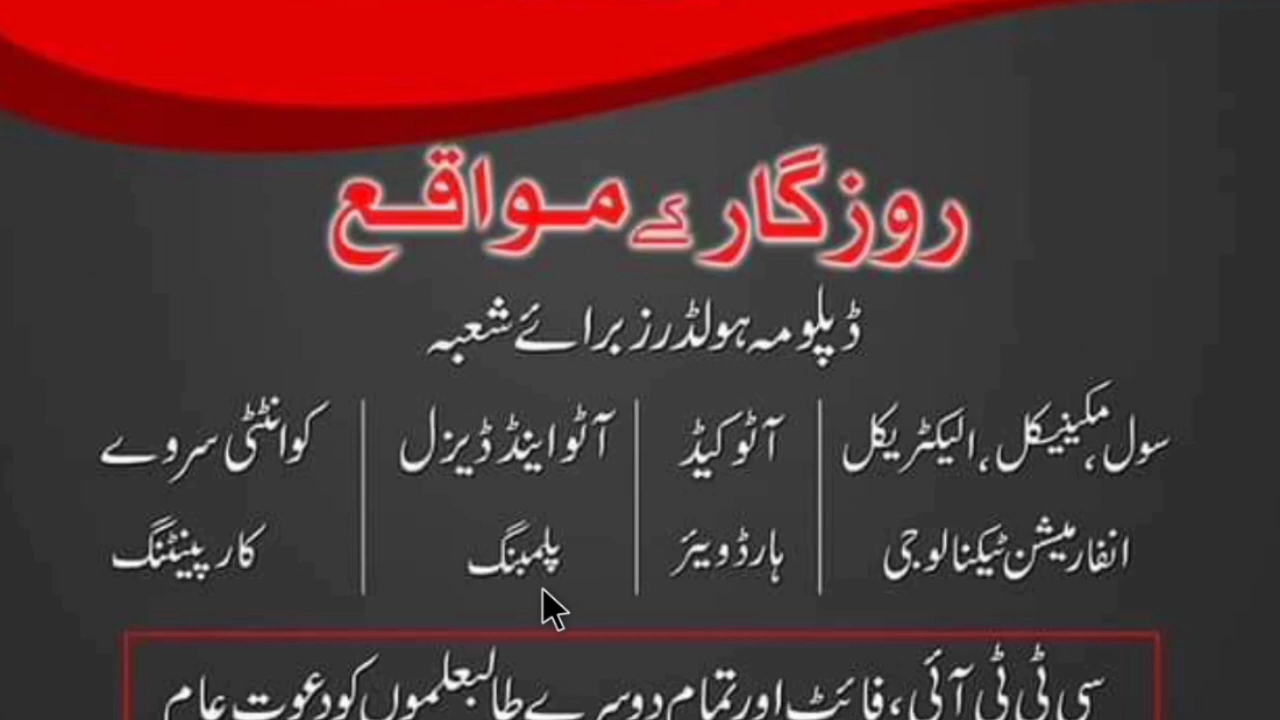 روزگار کے مواقع
ڈپلومہ ہولڈرز برائے شعبہ
سول، مکینیکل، الیکٹریکل
آٹو کیڈ
آٹو اینڈ ڈیزل
کوانٹٹی سروے
انفارمیشن ٹیکنالوجی
ہارڈ ویئر
پلمبنگ
کارپینٹنگ
سی ٹی ٹی آئی، فائٹ اور تمام دوسرے طالبعلموں کو دعوت عام